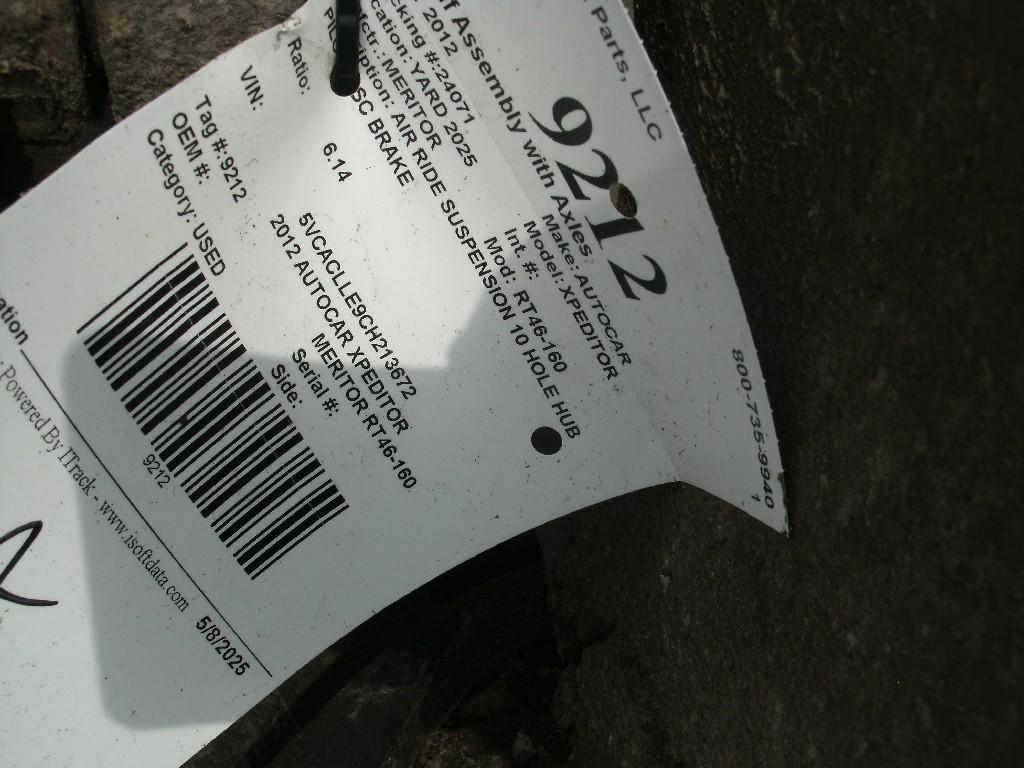 Parts, LLC
800-735-9940
1
9212
Assembly with Axles
2012
Make: AUTOCAR
cking #: 24071
Model: XPEDITOR
cation: YARD 2025
Int. #:
Mfctr.: MERITOR
Mod: RT46-160
ription: AIR RIDE SUSPENSION 10 HOLE HUB
SC BRAKE
Ratio: 6.14
VIN: 5VCACLLE9CH213672
2012 AUTOCAR XPEDITOR
Tag #: 9212
MERITOR RT46-160
OEM #:
Serial #:
Category: USED
Side:
9212
ation
Powered By ITrack - www.isoftdata.com
5/8/2025